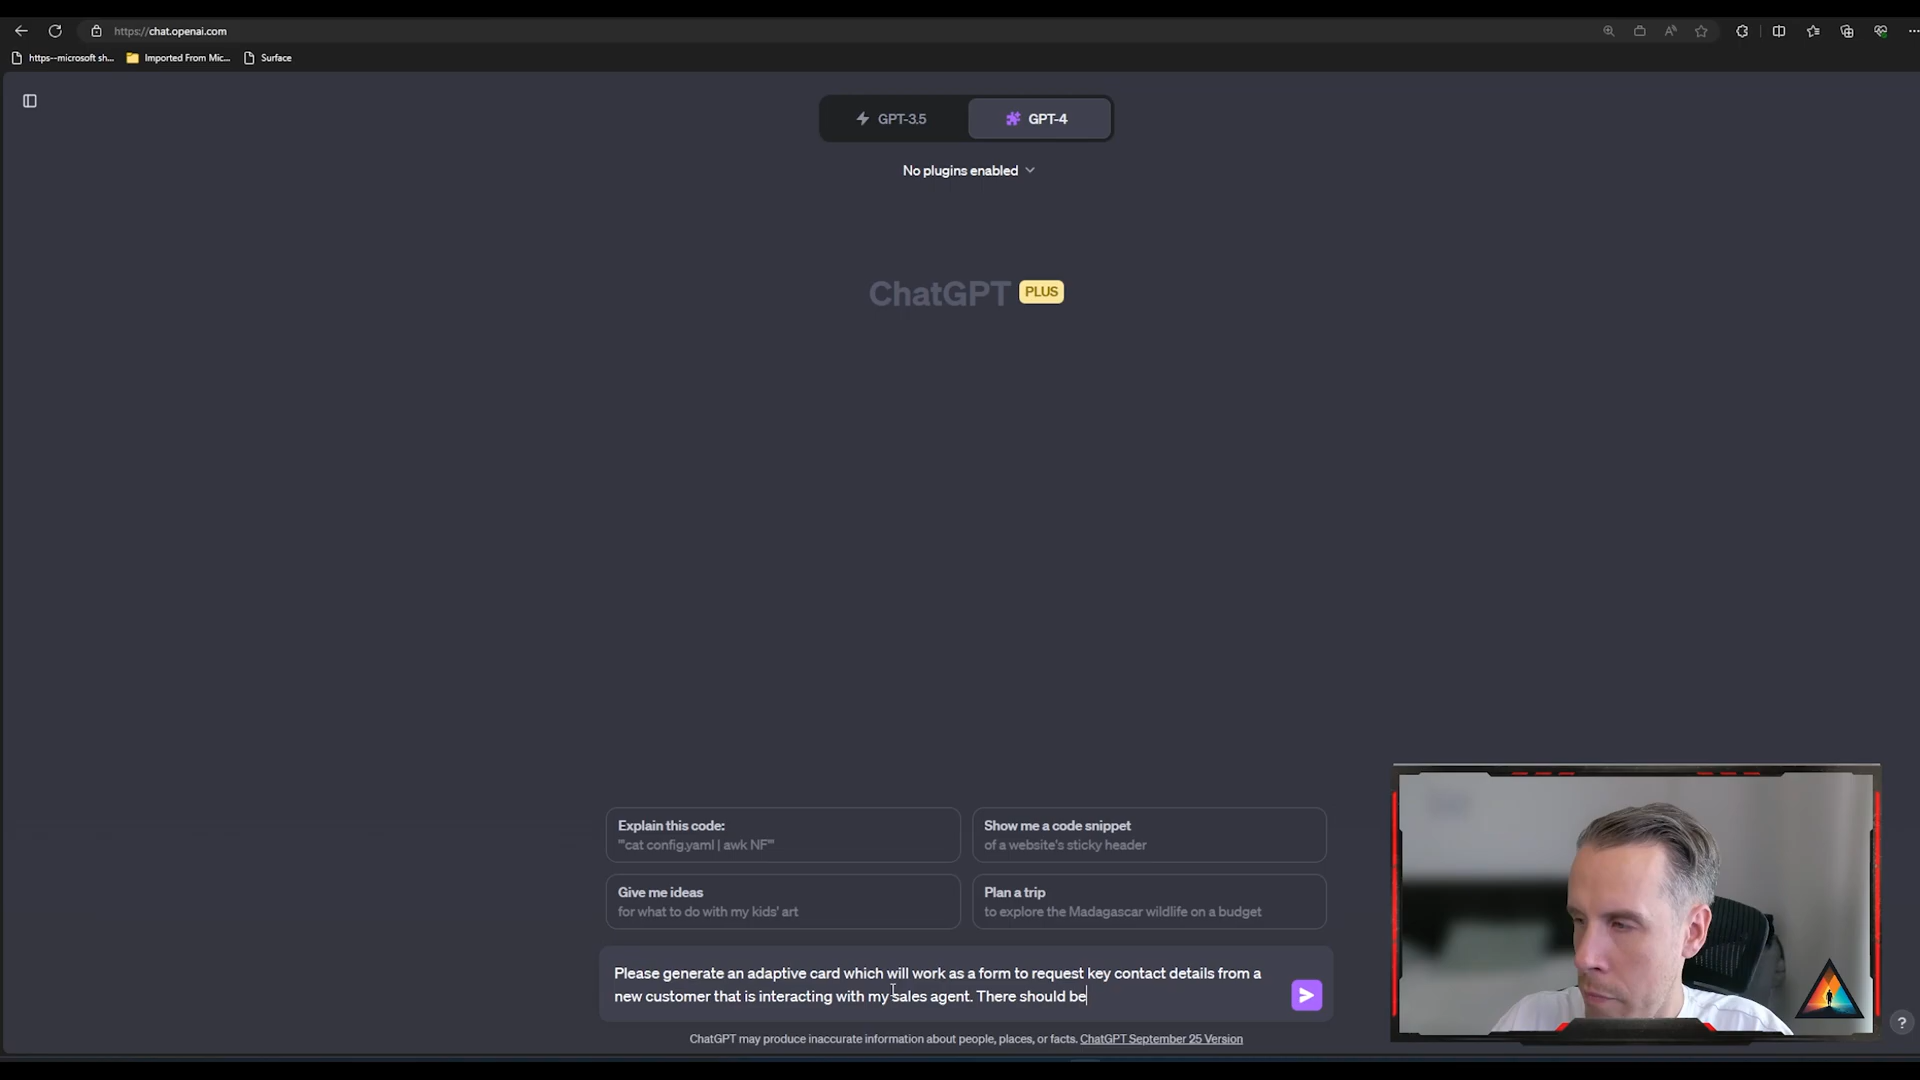 https://chat.openai.com
https--microsoft sh...
Imported From Mic...
Surface
GPT-3.5
GPT-4
No plugins enabled
ChatGPT PLUS
Explain this code:
"'cat config.yaml | awk NF'"
Show me a code snippet
of a website's sticky header
Give me ideas
for what to do with my kids' art
Plan a trip
to explore the Madagascar wildlife on a budget
Please generate an adaptive card which will work as a form to request key contact details from a
new customer that is interacting with my sales agent. There should be
ChatGPT may produce inaccurate information about people, places, or facts. ChatGPT September 25 Version
?